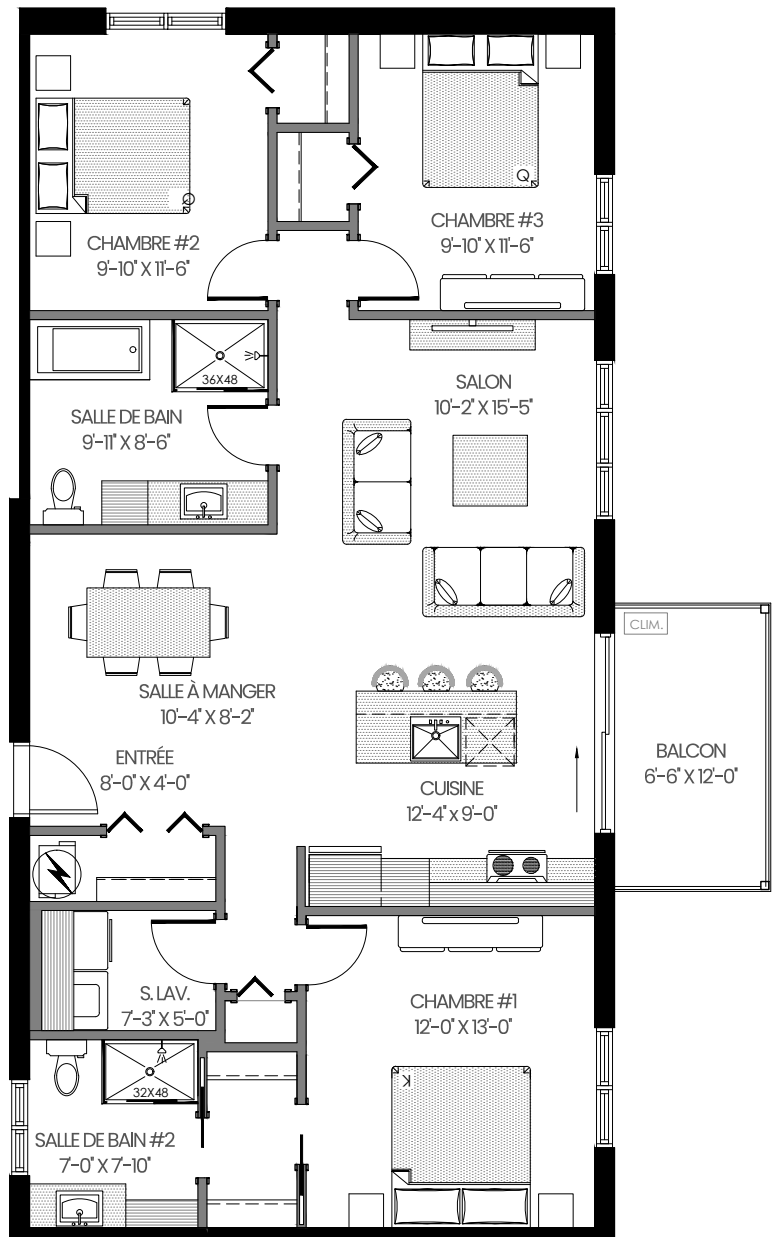 CHAMBRE #2
9'-10" X 11'-6"
Q
CHAMBRE #3
9'-10" X 11'-6"
Q
36X48
SALLE DE BAIN
9'-11" X 8'-6"
SALON
10'-2" X 15'-5"
CLIM.
SALLE À MANGER
10'-4" X 8'-2"
ENTRÉE
8'-0" X 4'-0"
CUISINE
12'-4" x 9'-0"
BALCON
6'-6" X 12'-0"
S. LAV.
7'-3" X 5'-0"
CHAMBRE #1
12'-0" X 13'-0"
K
32X48
SALLE DE BAIN #2
7'-0" X 7'-10"